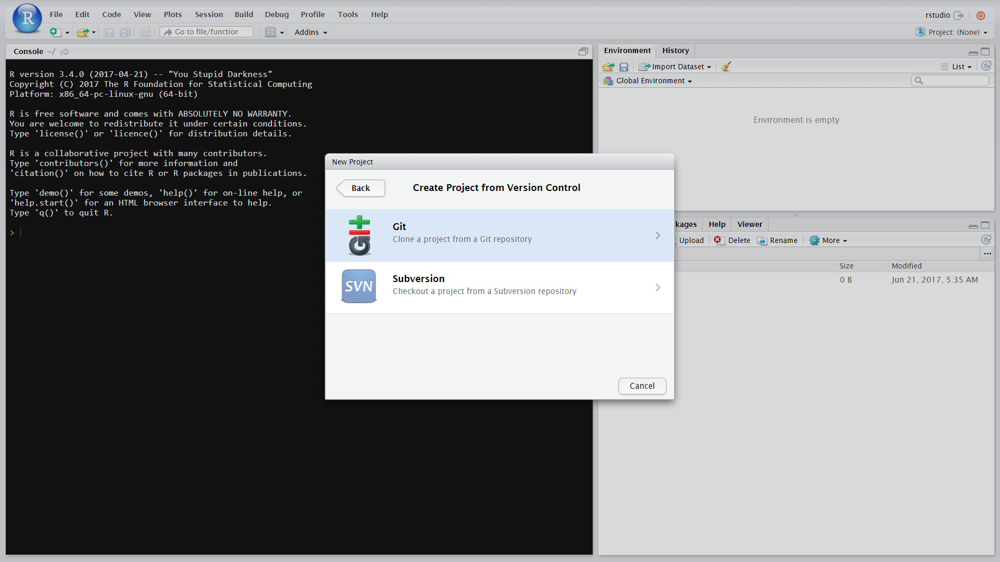 R
File Edit Code View Plots Session Build Debug Profile Tools Help
rstudio
Go to file/function
Addins
Project: (None)
Console ~/
R version 3.4.0 (2017-04-21) -- "You Stupid Darkness"
Copyright (C) 2017 The R Foundation for Statistical Computing
Platform: x86_64-pc-linux-gnu (64-bit)
R is free software and comes with ABSOLUTELY NO WARRANTY.
You are welcome to redistribute it under certain conditions.
Type 'license()' or 'licence()' for distribution details.
R is a collaborative project with many contributors.
Type 'contributors()' for more information and
'citation()' on how to cite R or R packages in publications.
Type 'demo()' for some demos, 'help()' for on-line help, or
'help.start()' for an HTML browser interface to help.
Type 'q()' to quit R.
>
Environment History
Import Dataset
List
Global Environment
Environment is empty
New Project
Back
Create Project from Version Control
Git
Clone a project from a Git repository
SVN
Subversion
Checkout a project from a Subversion repository
Cancel
kages Help Viewer
Upload Delete Rename More
...
Size Modified
0 B Jun 21, 2017, 5:35 AM